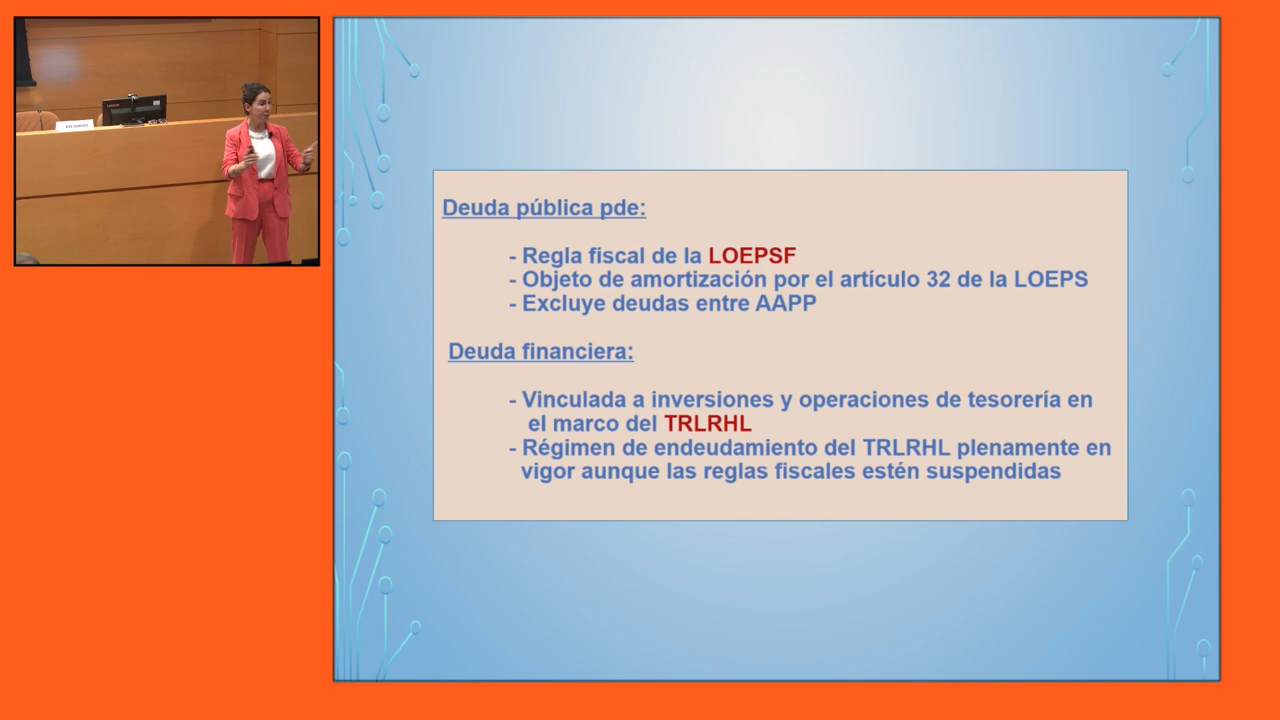 Deuda pública pde:
- Regla fiscal de la LOEPSF
- Objeto de amortización por el artículo 32 de la LOEPS
- Excluye deudas entre AAPP
Deuda financiera:
- Vinculada a inversiones y operaciones de tesorería en
el marco del TRLRHL
- Régimen de endeudamiento del TRLRHL plenamente en
vigor aunque las reglas fiscales estén suspendidas